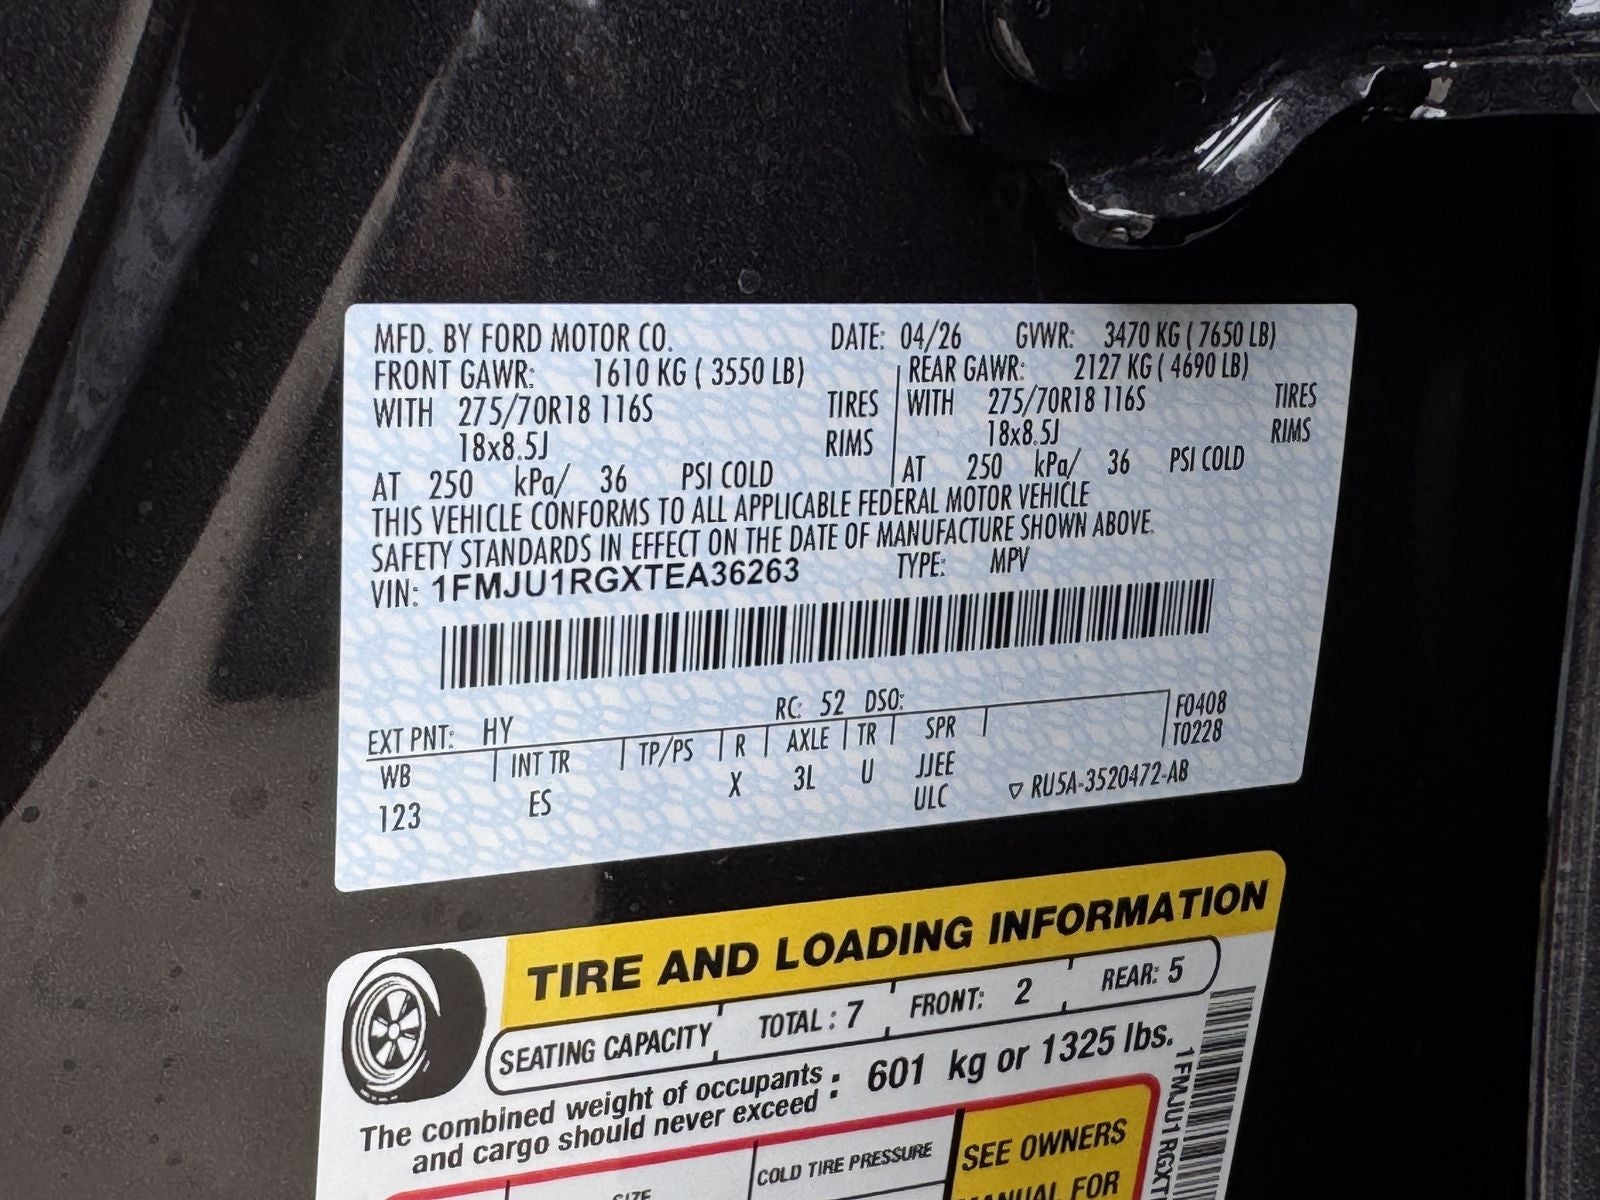 MFD. BY FORD MOTOR CO. DATE: 04/26 GVWR: 3470 KG ( 7650 LB)
FRONT GAWR: 1610 KG ( 3550 LB) REAR GAWR: 2127 KG ( 4690 LB)
WITH 275/70R18 116S TIRES WITH 275/70R18 116S TIRES
18x8.5J RIMS 18x8.5J RIMS
AT 250 kPa/ 36 PSI COLD AT 250 kPa/ 36 PSI COLD
THIS VEHICLE CONFORMS TO ALL APPLICABLE FEDERAL MOTOR VEHICLE
SAFETY STANDARDS IN EFFECT ON THE DATE OF MANUFACTURE SHOWN ABOVE.
VIN: 1FMJU1RGXTEA36263 TYPE: MPV
EXT PNT: HY RC: 52 DSO: F0408
WB INT TR TP/PS R AXLE TR SPR T0228
123 ES X 3L U JJEE
ULC ▽ RU5A-3520472-AB
TIRE AND LOADING INFORMATION
SEATING CAPACITY TOTAL : 7 FRONT: 2 REAR: 5
The combined weight of occupants
and cargo should never exceed : 601 kg or 1325 lbs.
SIZE COLD TIRE PRESSURE SEE OWNERS
MANUAL FOR
1FMJU1RGXT